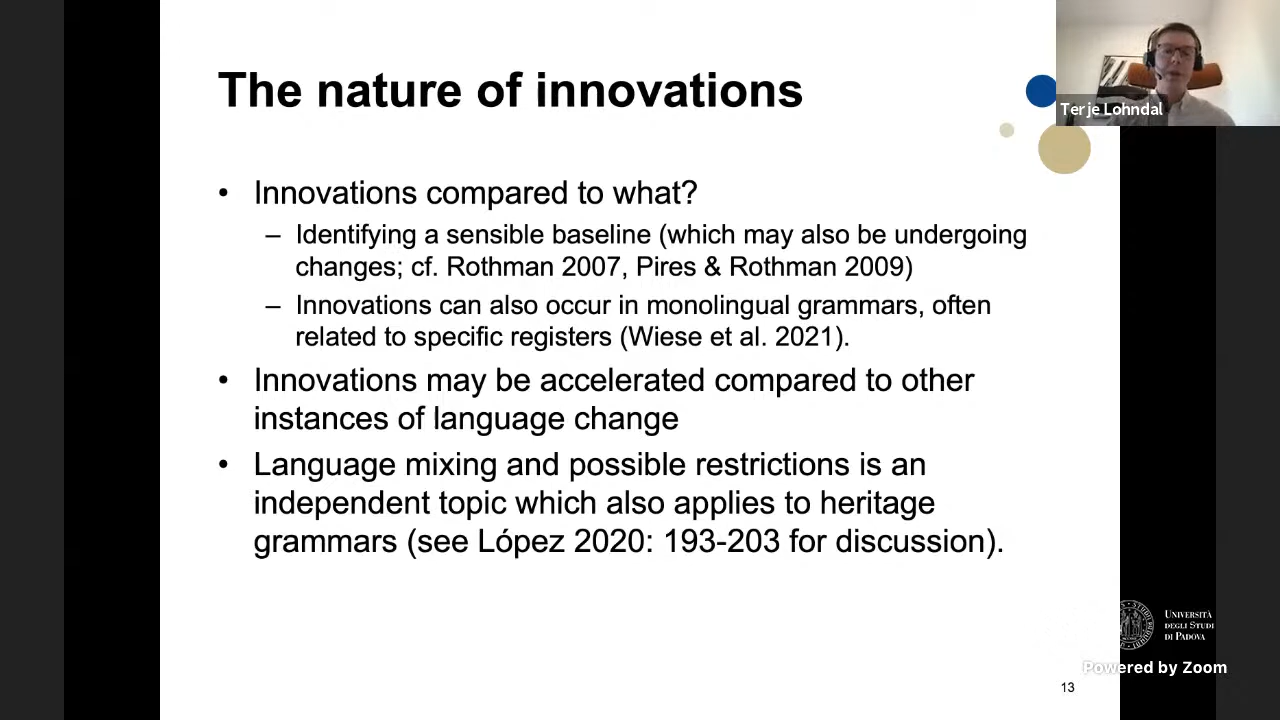 The nature of innovations
Terje Lohndal
• Innovations compared to what?
– Identifying a sensible baseline (which may also be undergoing
changes; cf. Rothman 2007, Pires & Rothman 2009)
– Innovations can also occur in monolingual grammars, often
related to specific registers (Wiese et al. 2021).
• Innovations may be accelerated compared to other
instances of language change
• Language mixing and possible restrictions is an
independent topic which also applies to heritage
grammars (see López 2020: 193-203 for discussion).
Università
degli Studi
di Padova
Powered by Zoom
13